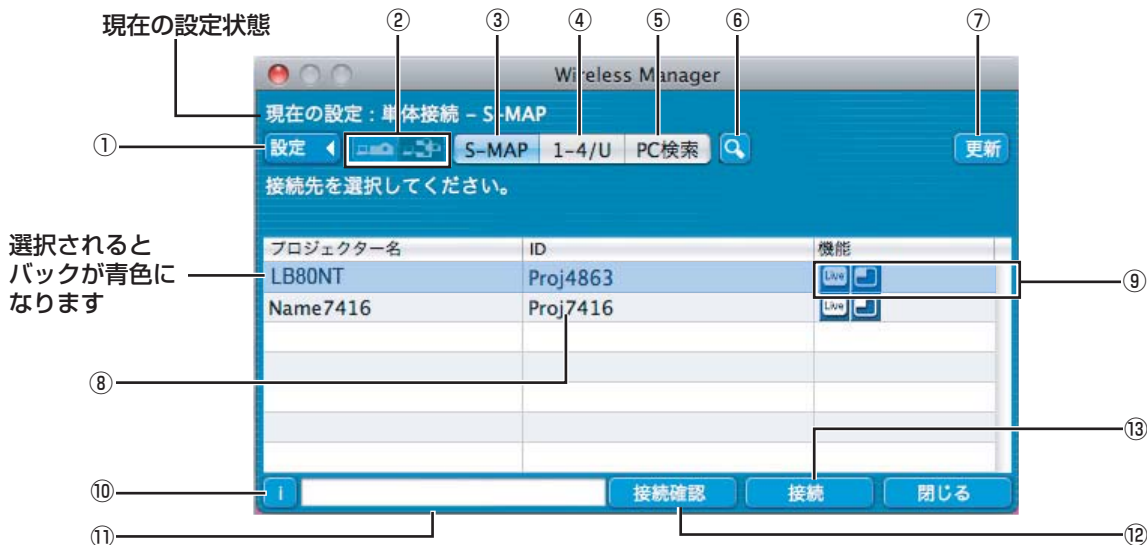 現在の設定状態
② ③ ④ ⑤ ⑥ ⑦
Wireless Manager
現在の設定：単体接続 – S-MAP
① 設定 S-MAP 1-4/U PC検索 更新
接続先を選択してください。
選択されると
バックが青色に
なります
プロジェクター名 ID 機能
LB80NT Proj4863 Live ⑨
Name7416 Proj7416 Live
⑧
⑬
⑩ i 接続確認 接続 閉じる
⑪ ⑫